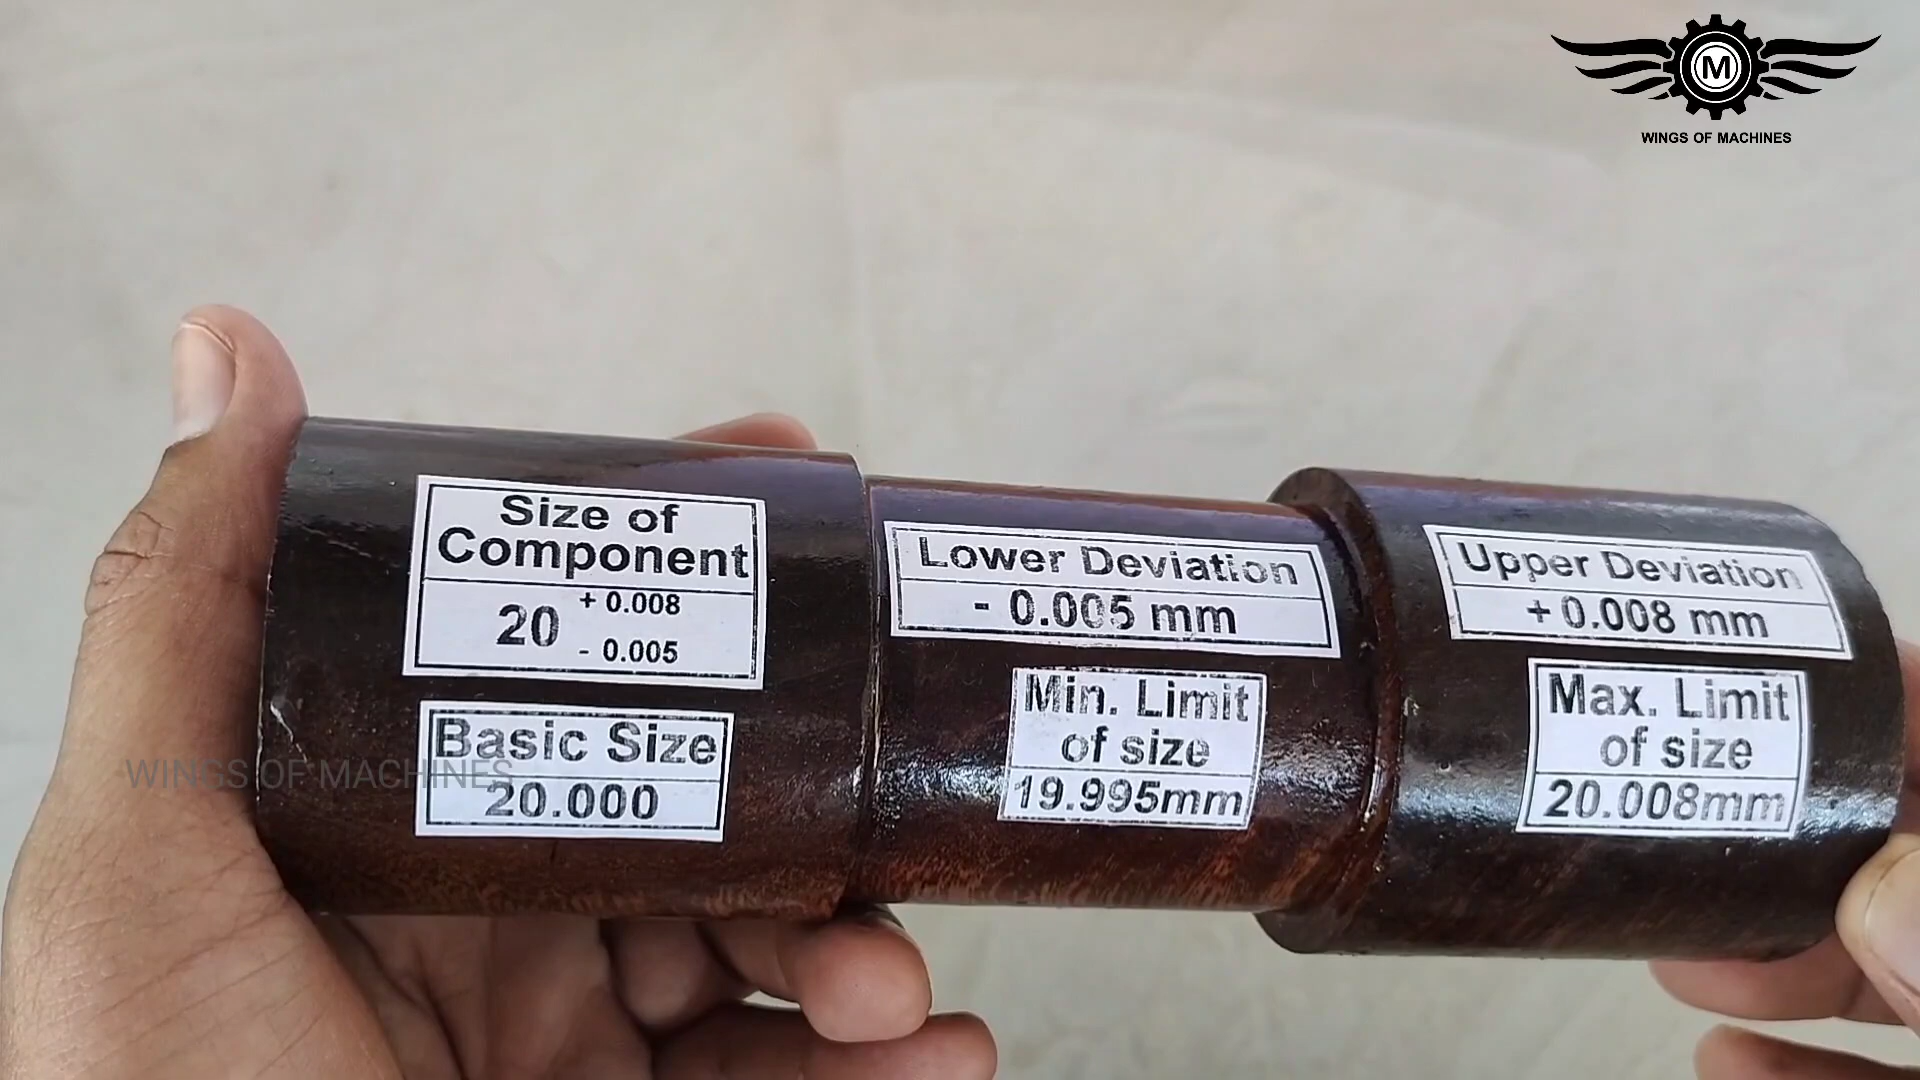 M
WINGS OF MACHINES
Size of
Component
20 + 0.008
- 0.005
Basic Size
20.000
Lower Deviation
- 0.005 mm
Min. Limit
of size
19.995mm
Upper Deviation
+ 0.008 mm
Max. Limit
of size
20.008mm
WINGS OF MACHINES